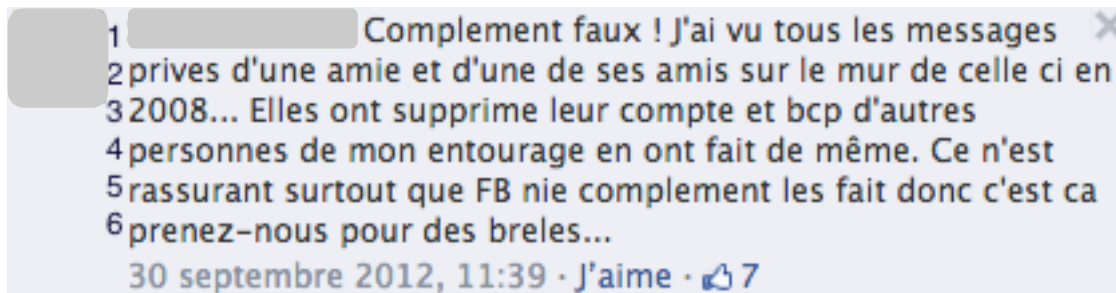 1 Complement faux ! J'ai vu tous les messages
2 prives d'une amie et d'une de ses amis sur le mur de celle ci en
3 2008... Elles ont supprime leur compte et bcp d'autres
4 personnes de mon entourage en ont fait de même. Ce n'est
5 rassurant surtout que FB nie complement les fait donc c'est ca
6 prenez-nous pour des breles...
30 septembre 2012, 11:39 · J'aime · 7